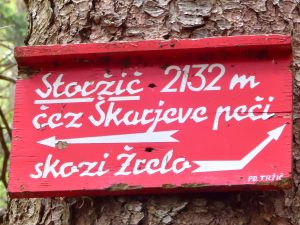 Storžič 2132 m
čez Škarjeve peči
skozi Žrelo
PD. TRŽIČ